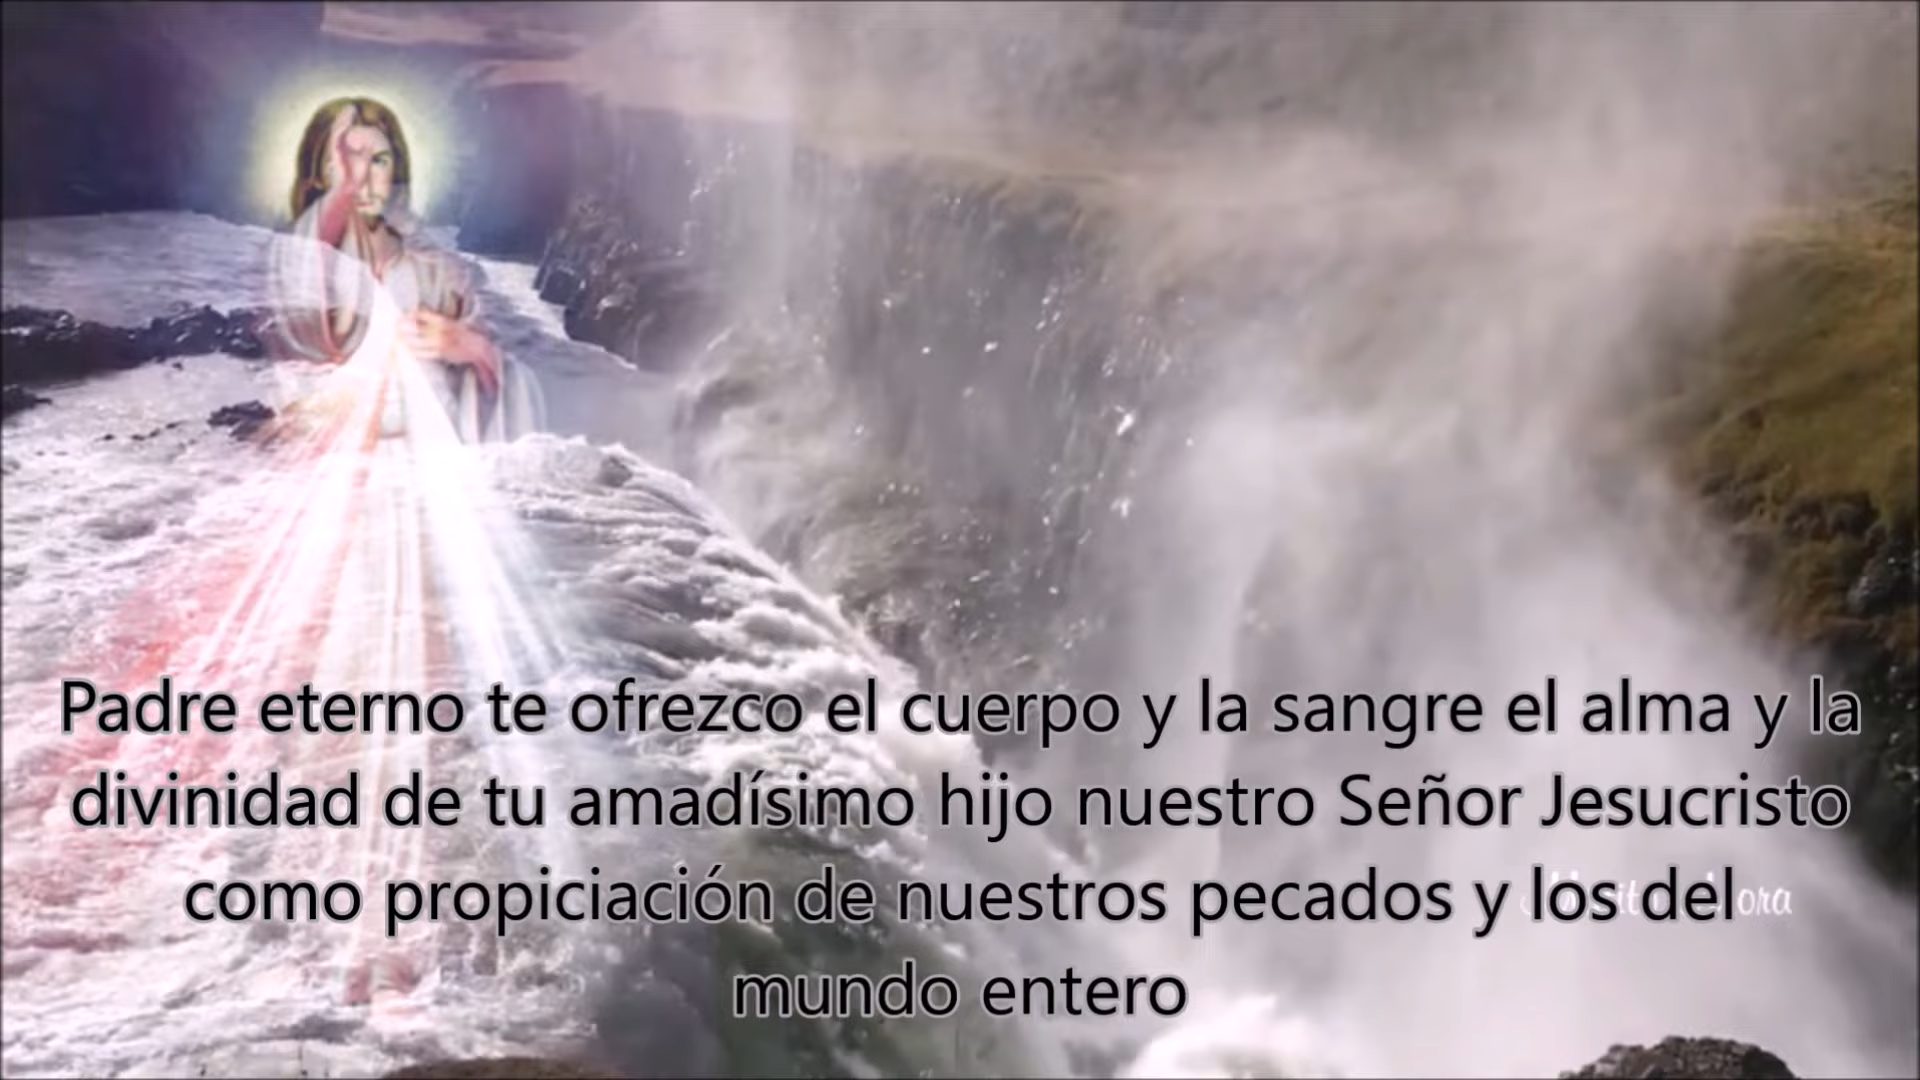 Padre eterno te ofrezco el cuerpo y la sangre el alma y la
divinidad de tu amadísimo hijo nuestro Señor Jesucristo
como propiciación de nuestros pecados y los del
mundo entero